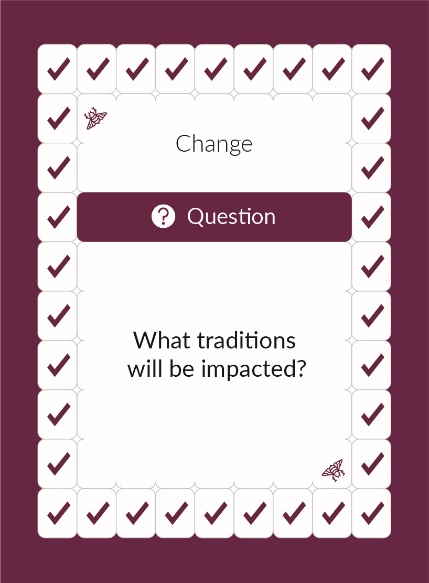 Change
? Question
What traditions
will be impacted?